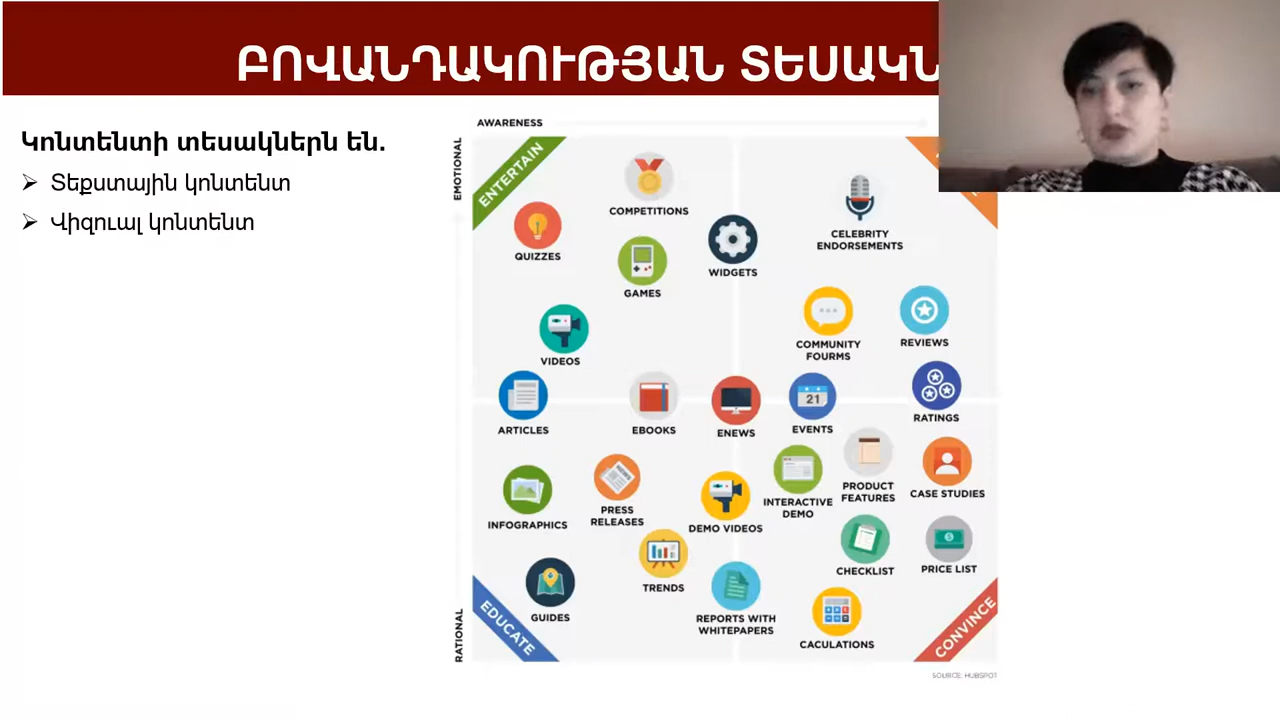 ԲՈՎԱՆԴԱԿՈՒԹՅԱՆ
Կոնտենտի տեսակներն են.
Տեքստային կոնտենտ
Վիզուալ կոնտենտ
AWARENESS
EMOTIONAL
ENTERTAIN
COMPETITIONS
CELEBRITY
ENDORSEMENTS
QUIZZES
WIDGETS
GAMES
COMMUNITY
FOURMS
REVIEWS
VIDEOS
ARTICLES
EBOOKS
ENEWS
EVENTS
RATINGS
INFOGRAPHICS
PRESS
RELEASES
DEMO VIDEOS
INTERACTIVE
DEMO
PRODUCT
FEATURES
CASE STUDIES
CHECKLIST
PRICE LIST
TRENDS
GUIDES
REPORTS WITH
WHITEPAPERS
CACULATIONS
RATIONAL
EDUCATE
CONVINCE
SOURCE: HUBSPOT